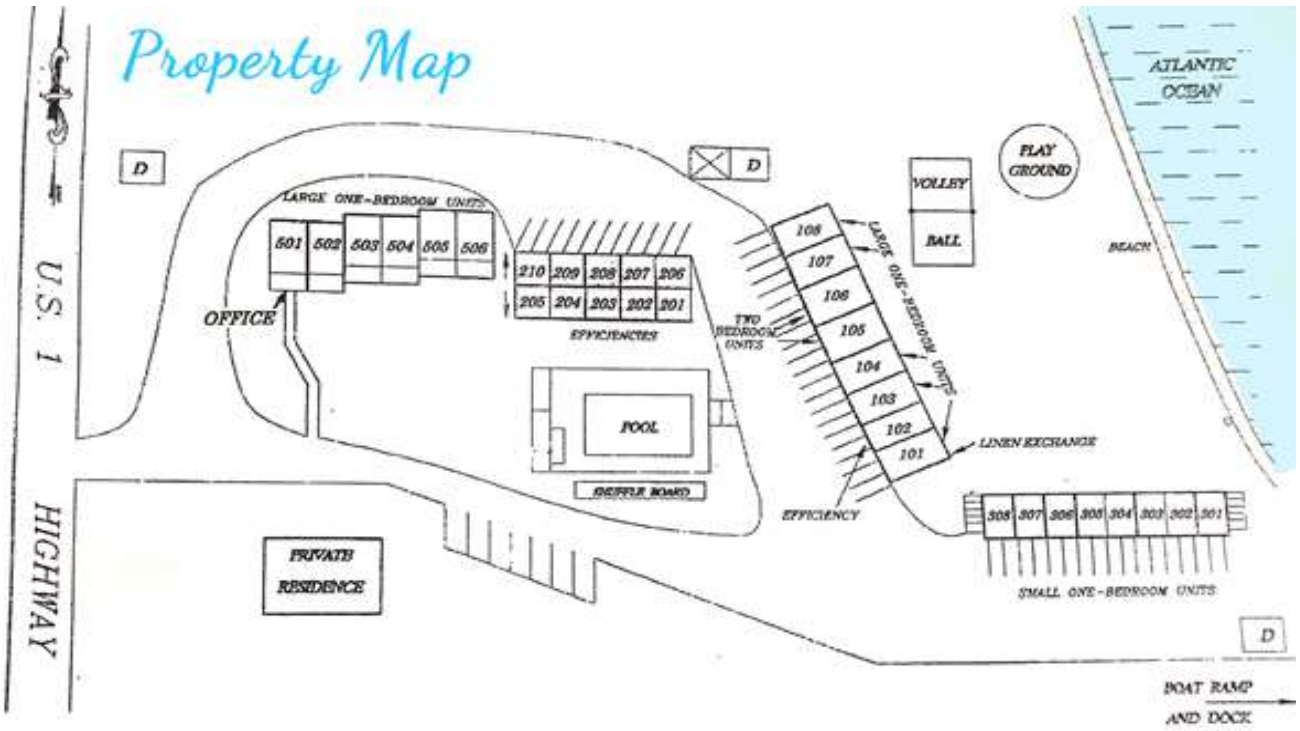 Property Map
ATLANTIC
OCEAN
D
D
PLAY
GROUND
VOLLEY
BALL
BEACH
LARGE ONE-BEDROOM UNITS
501 502 503 504 505 506
OFFICE
210 209 208 207 206
205 204 203 202 201
EFFICIENCIES
108
107
106
105
104
103
102
101
LARGE ONE-BEDROOM UNITS
TWO
BEDROOM
UNITS
POOL
SHUFFLE BOARD
LINEN EXCHANGE
EFFICIENCY
308 307 306 305 304 303 302 301
SMALL ONE-BEDROOM UNITS
PRIVATE
RESIDENCE
D
BOAT RAMP
AND DOCK
U.S. 1
HIGHWAY